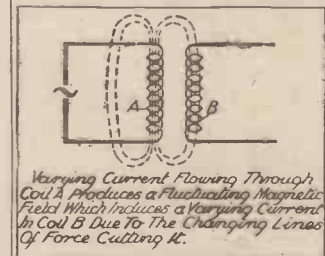 A
B
Varying Current Flowing Through
Coil A Produces a Fluctuating Magnetic
Field Which Induces a Varying Current
In Coil B Due To The Changing Lines
Of Force Cutting It.